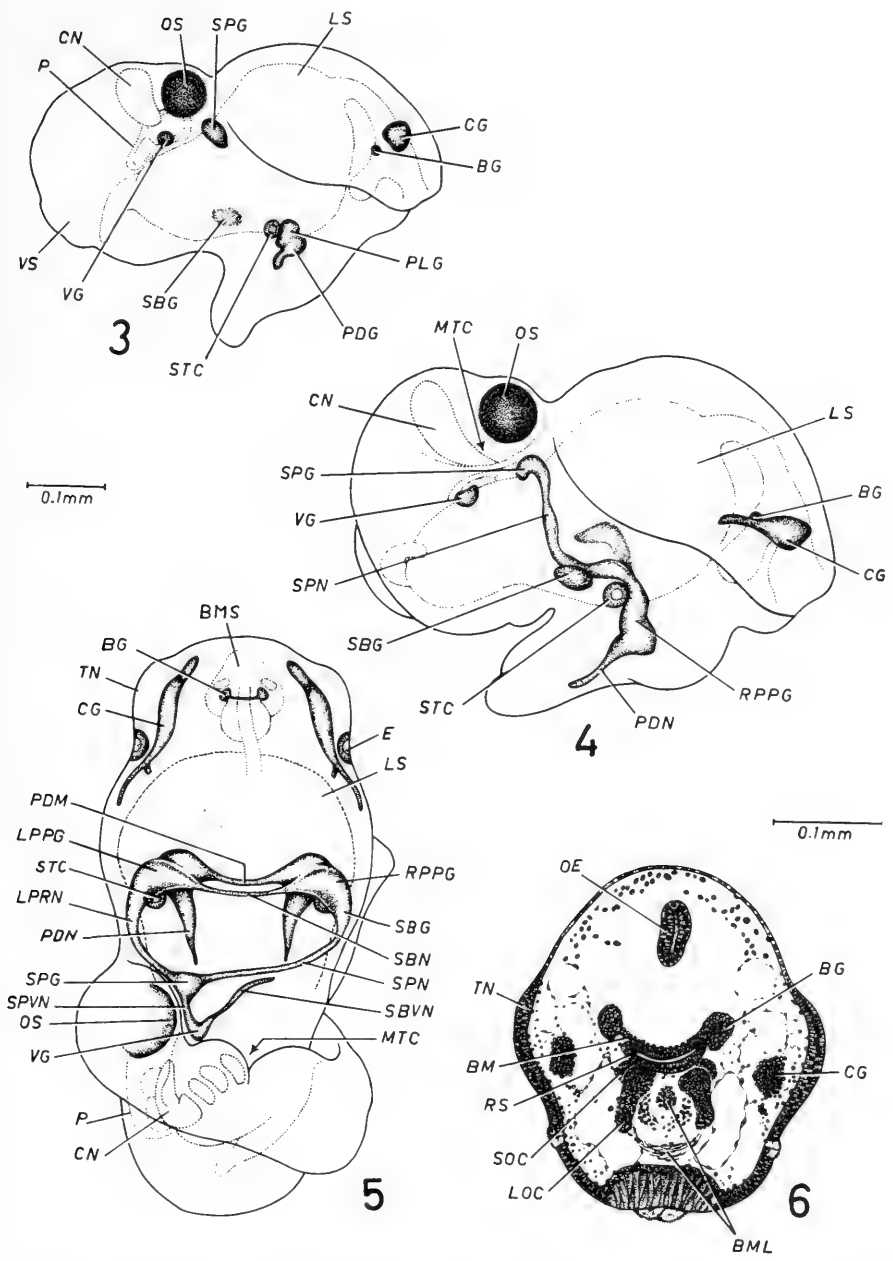 CN
OS
SPG
LS
P
CG
BG
VS
VG
SBG
STC
PLG
PDG
3
0.1mm
MTC
OS
CN
LS
SPG
BG
VG
CG
SPN
SBG
STC
RPPG
PDN
4
BMS
BG
TN
CG
E
LS
PDM
LPPG
RPPG
STC
LPRN
SBG
PDN
SBN
SPG
SPN
SPVN
SBVN
OS
VG
MTC
P
CN
5
0.1mm
OE
TN
BG
BM
RS
CG
SOC
LOC
BML
6